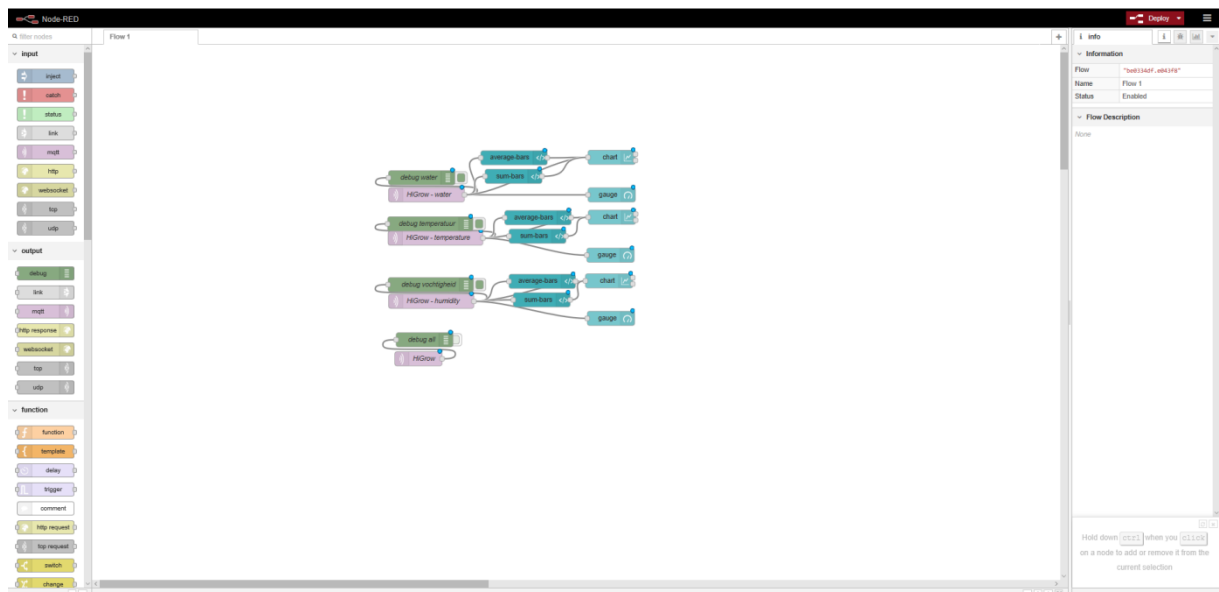 Node-RED
Deploy
filter nodes
Flow 1
info
input
inject
catch
status
link
mqtt
http
websocket
tcp
udp
output
debug
link
mqtt
http response
websocket
tcp
udp
function
function
template
delay
trigger
comment
http request
tcp request
switch
change
average-bars
chart
debug water
sum-bars
HIGrow - water
gauge
average-bars
chart
debug temperatuur
sum-bars
HIGrow - temperature
gauge
average-bars
chart
debug vochtigheid
sum-bars
HIGrow - humidity
gauge
debug all
HIGrow
Information
Flow "be0334df.e043f8"
Name Flow 1
Status Enabled
Flow Description
None
Hold down ctrl when you click
on a node to add or remove it from the
current selection